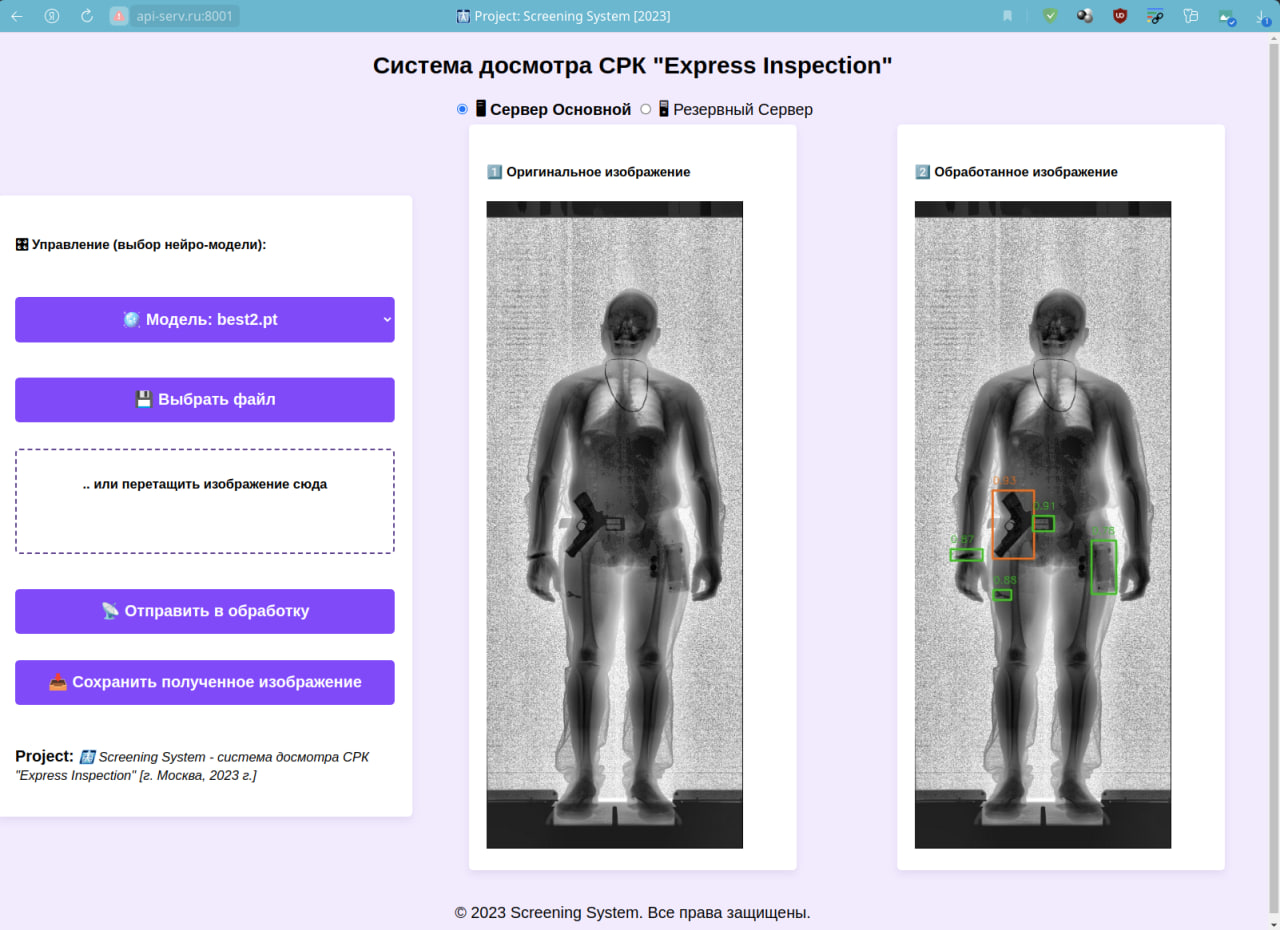 api-serv.ru:8001
Project: Screening System [2023]
Система досмотра СРК "Express Inspection"
Сервер Основной
Резервный Сервер
1 Оригинальное изображение
2 Обработанное изображение
Управление (выбор нейро-модели):
Модель: best2.pt
Выбрать файл
.. или перетащить изображение сюда
Отправить в обработку
Сохранить полученное изображение
Project: Screening System - система досмотра СРК
"Express Inspection" [г. Москва, 2023 г.]
0.93
0.91
0.87
0.88
© 2023 Screening System. Все права защищены.